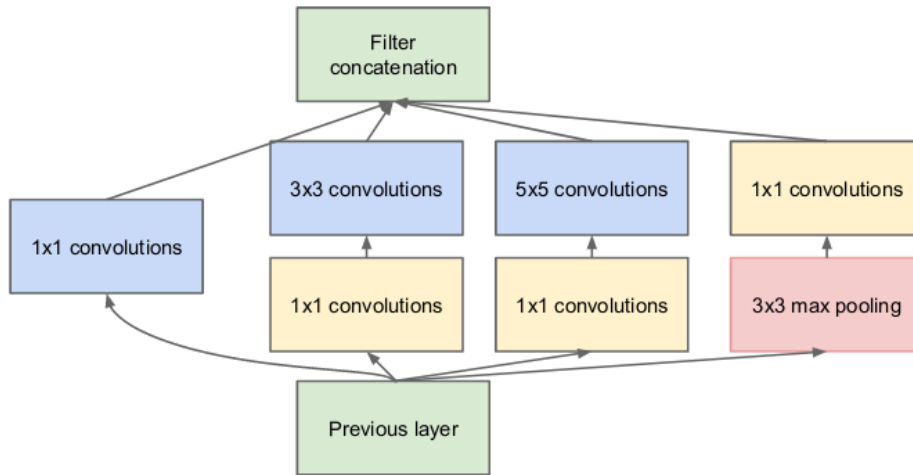 Filter
concatenation
3x3 convolutions
5x5 convolutions
1x1 convolutions
1x1 convolutions
1x1 convolutions
1x1 convolutions
3x3 max pooling
Previous layer